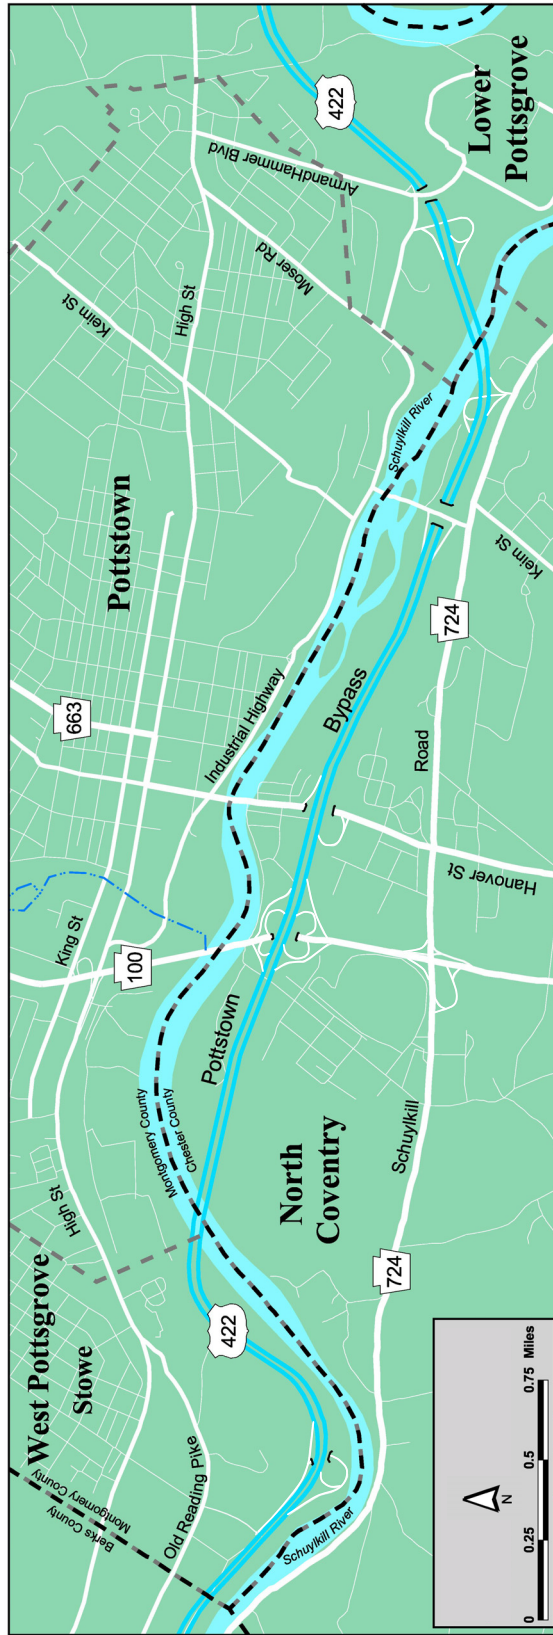 West Pottsgrove
Stowe
Berks County
Montgomery County
Old Reading Pike
High St
422
Schuylkill River
Montgomery County
Chester County
North
Coventry
724
Schuylkill
Road
724
Pottstown
Bypass
King St
100
663
Industrial Highway
Hanover St
Pottstown
High St
Keim St
Keim St
Moser Rd
ArmandHammer Blvd
Schuylkill River
422
Lower
Pottsgrove
N
0 0.25 0.5 0.75 Miles